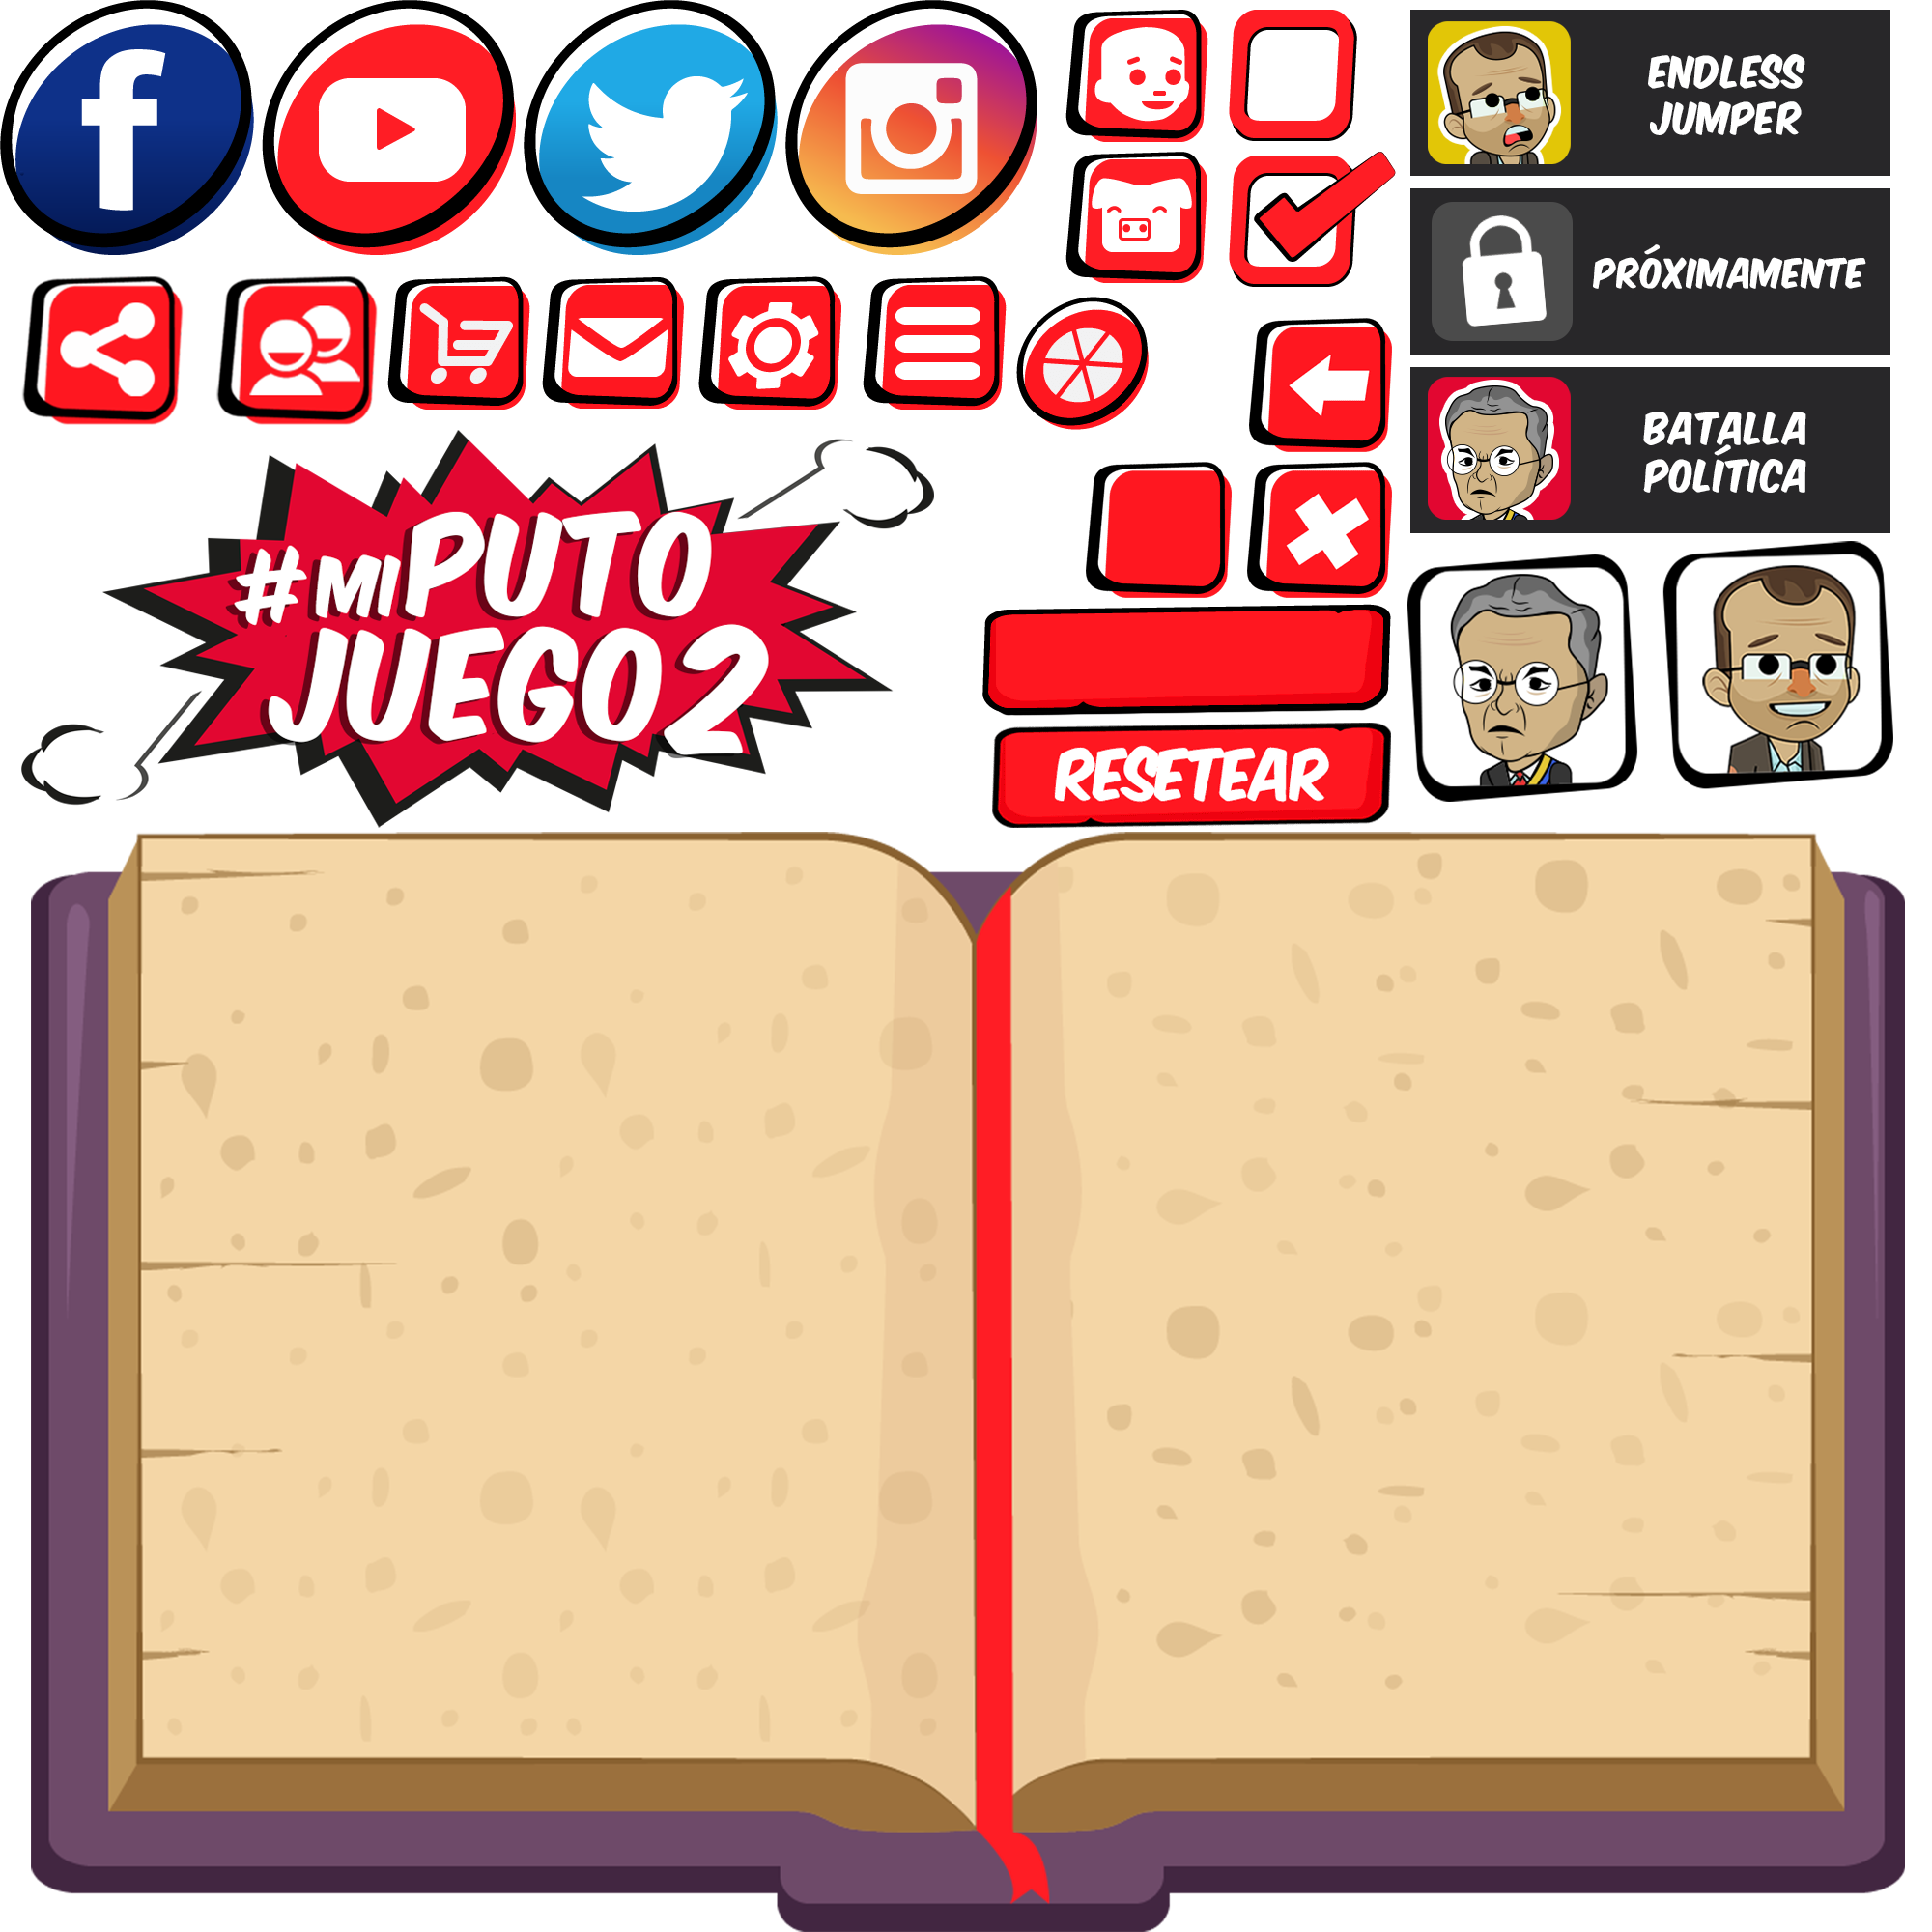 ENDLESS
JUMPER
PRÓXIMAMENTE
BATALLA
POLÍTICA
#MIPUTO
JUEGO2
RESETEAR